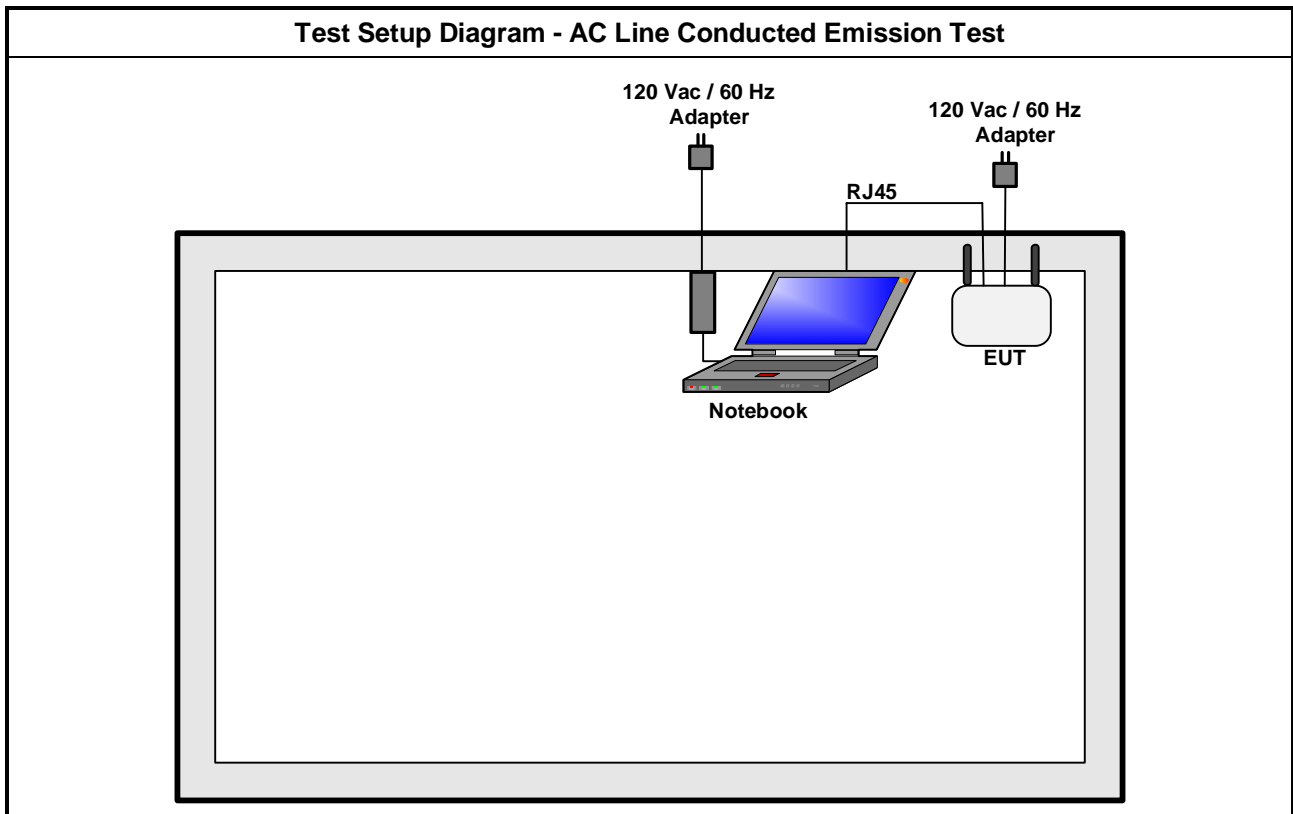 Test Setup Diagram - AC Line Conducted Emission Test
120 Vac / 60 Hz
Adapter
120 Vac / 60 Hz
Adapter
RJ45
EUT
Notebook